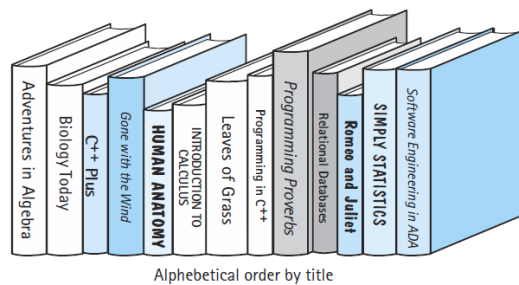 Adventures in Algebra
Biology Today
C++ Plus
Gone with the Wind
HUMAN ANATOMY
INTRODUCTION TO
CALCULUS
Leaves of Grass
Programming in C++
Programming Proverbs
Relational Databases
Romeo and Juliet
SIMPLY STATISTICS
Software Engineering in ADA
Alphebetical order by title